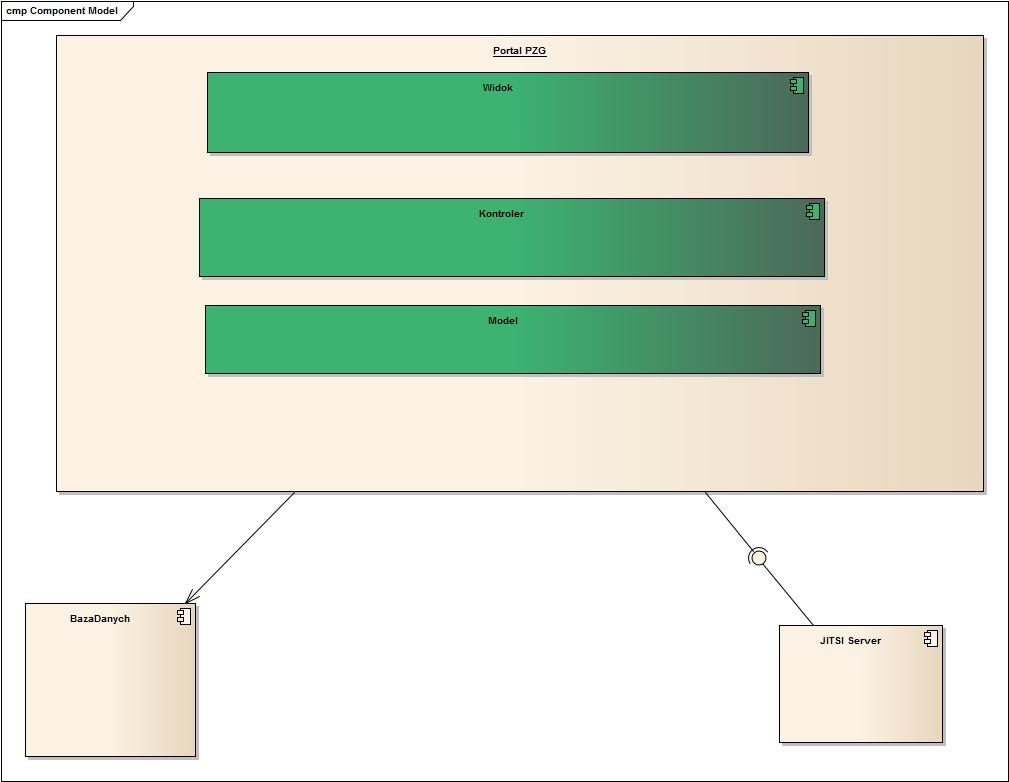 cmp Component Model
Portal PZG
Widok
Kontroler
Model
BazaDanych
JITSI Server